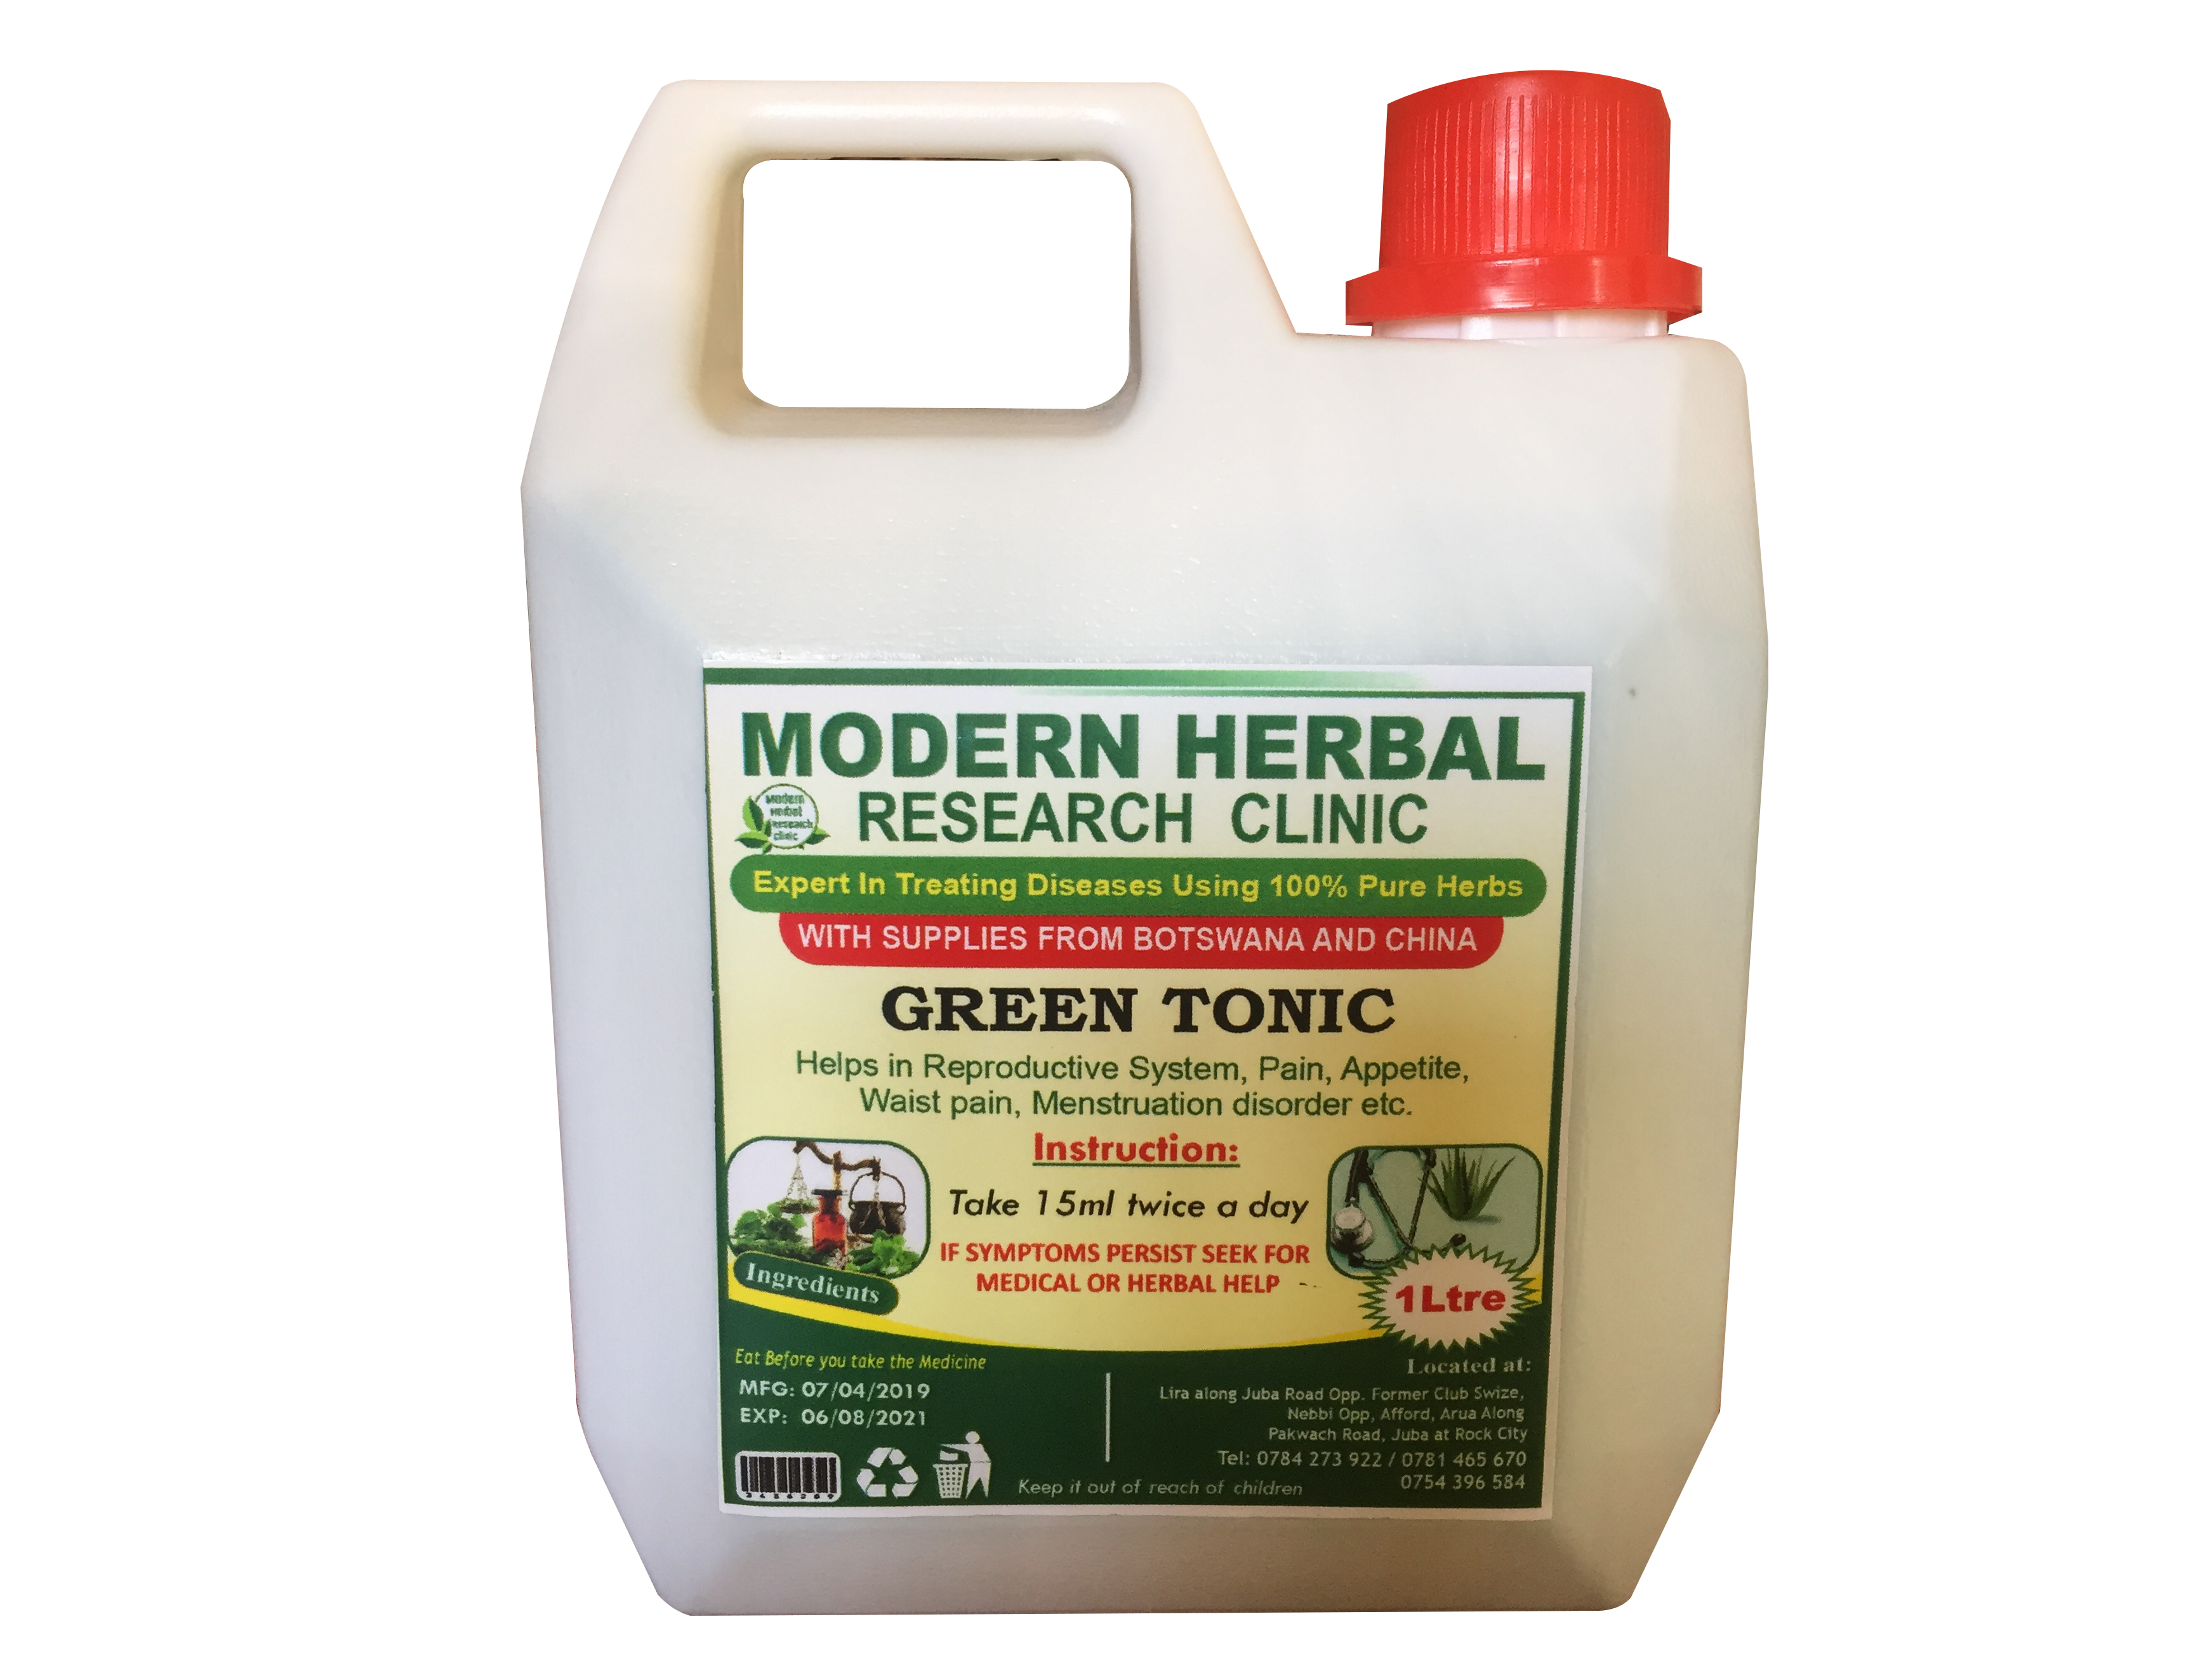 MODERN HERBAL
RESEARCH CLINIC
Modern
Herbal
Research
clinic
Expert In Treating Diseases Using 100% Pure Herbs
WITH SUPPLIES FROM BOTSWANA AND CHINA
GREEN TONIC
Helps in Reproductive System, Pain, Appetite,
Waist pain, Menstruation disorder etc.
Instruction:
Take 15ml twice a day
IF SYMPTOMS PERSIST SEEK FOR
MEDICAL OR HERBAL HELP
Ingredients
1Ltre
Eat Before you take the Medicine
MFG: 07/04/2019
EXP: 06/08/2021
Located at:
Lira along Juba Road Opp. Former Club Swize,
Nebbi Opp, Afford, Arua Along
Pakwach Road, Juba at Rock City
Tel: 0784 273 922 / 0781 465 670
0754 396 584
Keep it out of reach of children